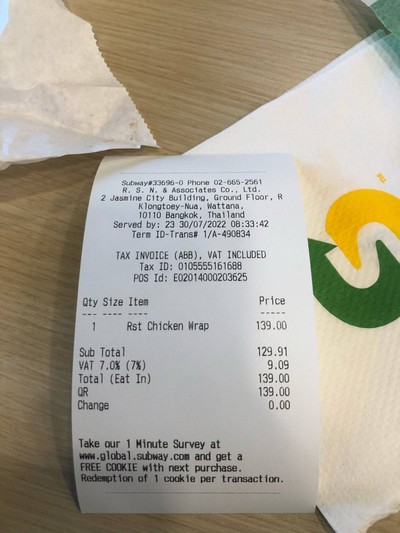 Subway#33696-0 Phone 02-665-2561
R. S. N. & Associates Co., Ltd.
2 Jasmine City Building, Ground Floor, R
Klongtoey-Nua, Wattana,
10110 Bangkok, Thailand
Served by: 23 30/07/2022 08:33:42
Term ID-Trans# 1/A-490834
TAX INVOICE (ABB), VAT INCLUDED
Tax ID: 0105555161688
POS Id: E02014000203625
Qty Size Item Price
--- ---- ---- -----
1 Rst Chicken Wrap 139.00
Sub Total 129.91
VAT 7.0% (7%) 9.09
Total (Eat In) 139.00
QR 139.00
Change 0.00
Take our 1 Minute Survey at
www.global.subway.com and get a
FREE COOKIE with next purchase.
Redemption of 1 cookie per transaction.